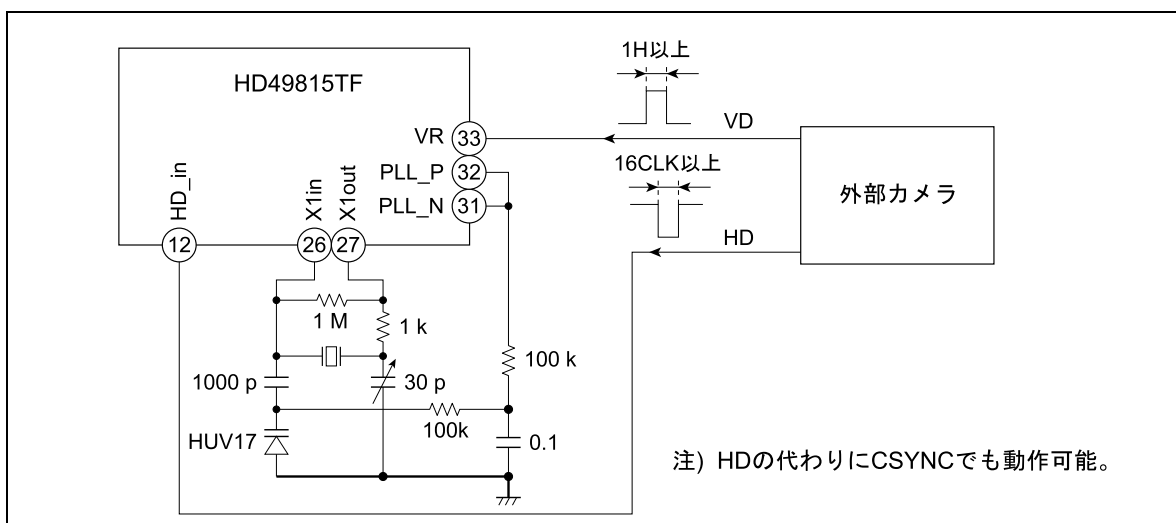 1H以上
HD49815TF
VR
33
VD
PLL_P
32
16CLK以上
外部カメラ
HD_in
X1in
X1out
PLL_N
31
HD
12
26
27
1 M
1 k
100 k
1000 p
30 p
100k
HUV17
0.1
注) HDの代わりにCSYNCでも動作可能。